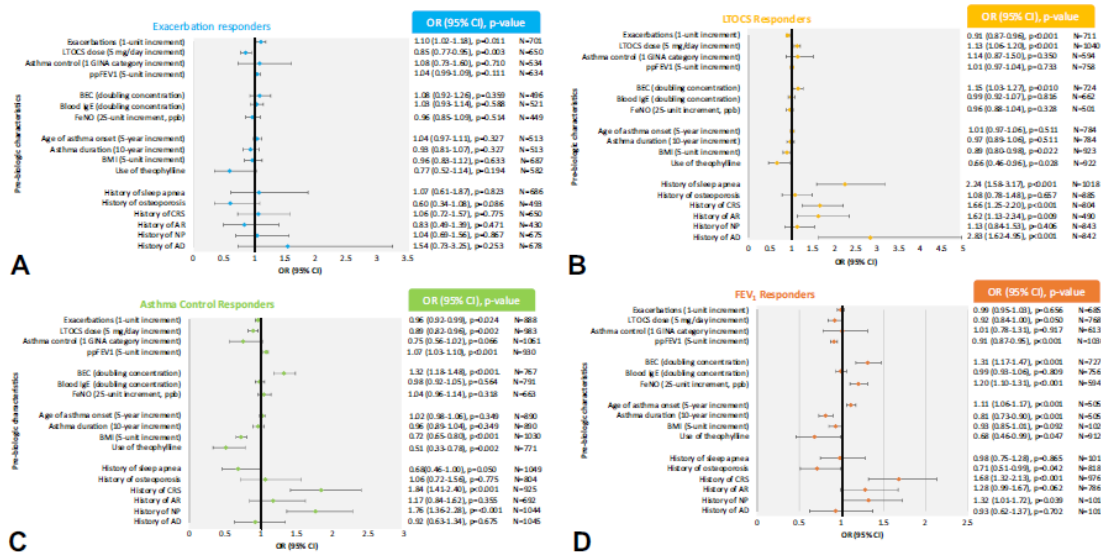 Exacerbation responders
OR (95% CI), p-value
Pre-biologic characteristics
Exacerbations (1-unit increment) 1.10 (1.02-1.18), p=0.011 N=701
LTOCS dose (5 mg/day increment) 0.85 (0.77-0.95), p=0.003 N=650
Asthma control (1 GINA category increment) 1.08 (0.73-1.60), p=0.710 N=534
ppFEV1 (5-unit increment) 1.04 (0.99-1.09), p=0.111 N=634
BEC (doubling concentration) 1.08 (0.92-1.26), p=0.359 N=496
Blood IgE (doubling concentration) 1.03 (0.93-1.14), p=0.588 N=521
FeNO (25-unit increment, ppb) 0.96 (0.85-1.09), p=0.514 N=449
Age of asthma onset (5-year increment) 1.04 (0.97-1.11), p=0.327 N=513
Asthma duration (10-year increment) 0.93 (0.81-1.07), p=0.327 N=513
BMI (5-unit increment) 0.96 (0.83-1.12), p=0.633 N=687
Use of theophylline 0.77 (0.52-1.14), p=0.194 N=582
History of sleep apnea 1.07 (0.61-1.87), p=0.823 N=686
History of osteoporosis 0.60 (0.34-1.08), p=0.086 N=493
History of CRS 1.06 (0.72-1.57), p=0.775 N=650
History of AR 0.83 (0.49-1.39), p=0.471 N=430
History of NP 1.04 (0.69-1.56), p=0.867 N=675
History of AD 1.54 (0.73-3.25), p=0.253 N=678
0 0.5 1 1.5 2 2.5 3 3.5
OR (95% CI)
A
LTOCS Responders
OR (95% CI), p-value
Pre-biologic characteristics
Exacerbations (1-unit increment) 0.91 (0.87-0.96), p<0.001 N=711
LTOCS dose (5 mg/day increment) 1.13 (1.06-1.20), p<0.001 N=1040
Asthma control (1 GINA category increment) 1.14 (0.87-1.50), p=0.350 N=594
ppFEV1 (5-unit increment) 1.01 (0.97-1.04), p=0.733 N=758
BEC (doubling concentration) 1.15 (1.03-1.27), p=0.010 N=724
Blood IgE (doubling concentration) 0.99 (0.92-1.07), p=0.816 N=662
FeNO (25-unit increment, ppb) 0.96 (0.88-1.04), p=0.328 N=501
Age of asthma onset (5-year increment) 1.01 (0.97-1.06), p=0.511 N=784
Asthma duration (10-year increment) 0.97 (0.89-1.06), p=0.511 N=784
BMI (5-unit increment) 0.89 (0.80-0.98), p=0.022 N=923
Use of theophylline 0.66 (0.46-0.96), p=0.028 N=922
History of sleep apnea 2.24 (1.58-3.17), p<0.001 N=1018
History of osteoporosis 1.08 (0.78-1.48), p=0.657 N=885
History of CRS 1.66 (1.25-2.20), p<0.001 N=804
History of AR 1.62 (1.13-2.34), p=0.009 N=490
History of NP 1.13 (0.84-1.53), p=0.406 N=843
History of AD 2.83 (1.62-4.95), p<0.001 N=842
0 1 2 3 4 5
OR (95% CI)
B
Asthma Control Responders
OR (95% CI), p-value
Pre-biologic characteristics
Exacerbations (1-unit increment) 0.96 (0.92-0.99), p=0.024 N=888
LTOCS dose (5 mg/day increment) 0.89 (0.82-0.96), p=0.002 N=983
Asthma control (1 GINA category increment) 0.75 (0.56-1.02), p=0.066 N=1061
ppFEV1 (5-unit increment) 1.07 (1.03-1.10), p<0.001 N=930
BEC (doubling concentration) 1.32 (1.18-1.48), p<0.001. N=767
Blood IgE (doubling concentration) 0.98 (0.92-1.05), p=0.564 N=791
FeNO (25-unit increment, ppb) 1.04 (0.96-1.14), p=0.318 N=663
Age of asthma onset (5-year increment) 1.02 (0.98-1.06), p=0.349 N=890
Asthma duration (10-year increment) 0.96 (0.89-1.04), p=0.349 N=890
BMI (5-unit increment) 0.72 (0.65-0.80), p<0.001 N=1030
Use of theophylline 0.51 (0.33-0.78), p=0.002 N=771
History of sleep apnea 0.68(0.46-1.00), p=0.050 N=1049
History of osteoporosis 1.06 (0.72-1.56), p=0.775 N=804
History of CRS 1.84 (1.41-2.40), p<0.001 N=925
History of AR 1.17 (0.84-1.62), p=0.355 N=692
History of NP 1.76 (1.36-2.28), p=<0.001 N=1044
History of AD 0.92 (0.63-1.34), p=0.675 N=1045
0 0.5 1 1.5 2 2.5 3
OR (95% CI)
C
FEV1 Responders
OR (95% CI), p-value
Pre-biologic characteristics
Exacerbations (1-unit increment) 0.99 (0.95-1.03), p=0.656 N=685
LTOCS dose (5 mg/day increment) 0.92 (0.84-1.00), p=0.050 N=768
Asthma control (1 GINA category increment) 1.01 (0.78-1.31), p=0.917 N=613
ppFEV1 (5-unit increment) 0.91 (0.87-0.95), p<0.001 N=103
BEC (doubling concentration) 1.31 (1.17-1.47), p<0.001 N=727
Blood IgE (doubling concentration) 0.99 (0.93-1.06), p=0.809 N=756
FeNO (25-unit increment, ppb) 1.20 (1.10-1.31), p<0.001 N=594
Age of asthma onset (5-year increment) 1.11 (1.06-1.17), p<0.001 N=505
Asthma duration (10-year increment) 0.81 (0.73-0.90), p<0.001 N=505
BMI (5-unit increment) 0.93 (0.85-1.01), p=0.092 N=102
Use of theophylline 0.68 (0.46-0.99), p=0.047 N=912
History of sleep apnea 0.98 (0.75-1.28), p=0.865 N=101
History of osteoporosis 0.71 (0.51-0.99), p=0.042 N=818
History of CRS 1.68 (1.32-2.13), p<0.001 N=976
History of AR 1.28 (0.99-1.67), p=0.062 N=786
History of NP 1.32 (1.01-1.72), p=0.039 N=101
History of AD 0.93 (0.62-1.37), p=0.702 N=101
0 0.5 1 1.5 2 2.5
OR (95% CI)
D